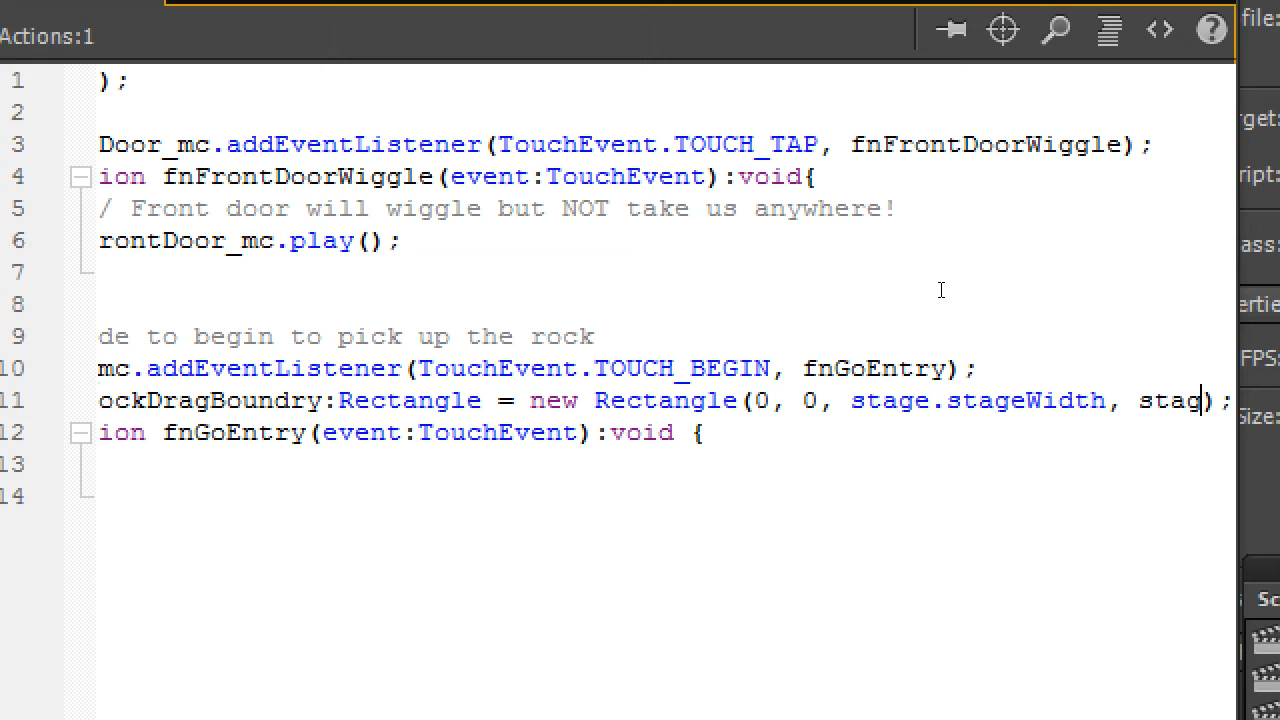 Actions:1
file:
1 );
2
rget:
3 Door_mc.addEventListener(TouchEvent.TOUCH_TAP, fnFrontDoorWiggle);
4 ion fnFrontDoorWiggle(event:TouchEvent):void{
ript:
5 / Front door will wiggle but NOT take us anywhere!
6 rontDoor_mc.play();
ass:
7
8
ertie
9 de to begin to pick up the rock
10 mc.addEventListener(TouchEvent.TOUCH_BEGIN, fnGoEntry);
FPS:
11 ockDragBoundry:Rectangle = new Rectangle(0, 0, stage.stageWidth, stag);
Size:
12 ion fnGoEntry(event:TouchEvent):void {
13
14
Sc